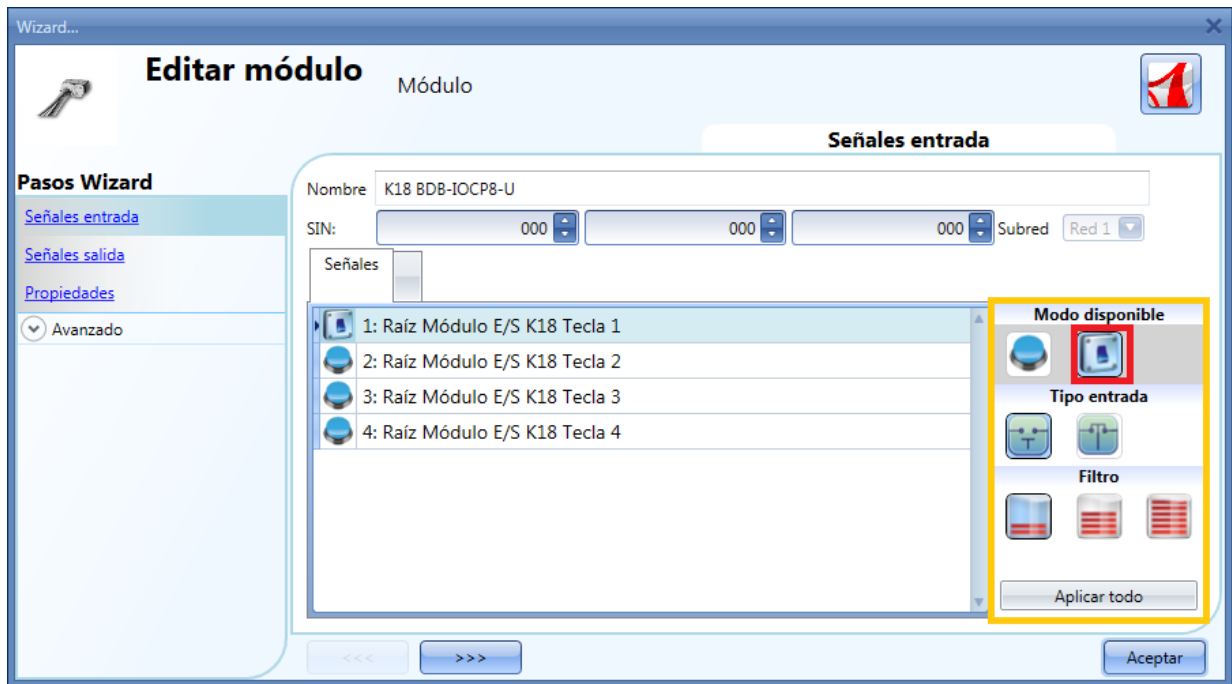 Wizard...
Editar módulo
Módulo
Señales entrada
Pasos Wizard
Señales entrada
Señales salida
Propiedades
Avanzado
Nombre K18 BDB-IOCP8-U
SIN: 000 000 000 Subred Red 1
Señales
1: Raíz Módulo E/S K18 Tecla 1
2: Raíz Módulo E/S K18 Tecla 2
3: Raíz Módulo E/S K18 Tecla 3
4: Raíz Módulo E/S K18 Tecla 4
Modo disponible
Tipo entrada
Filtro
Aplicar todo
<<< >>> Aceptar